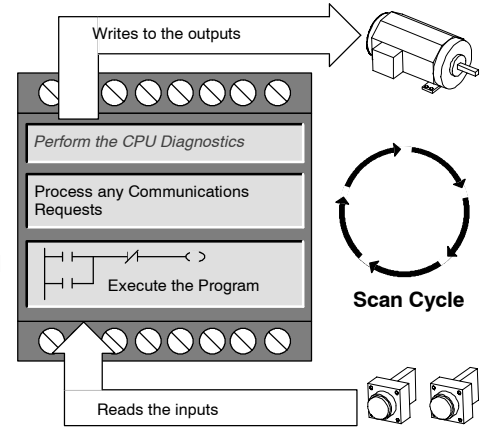 Writes to the outputs
Perform the CPU Diagnostics
Process any Communications
Requests
Execute the Program
Scan Cycle
Reads the inputs